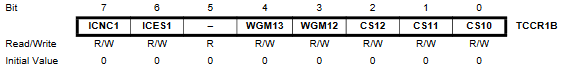 Bit 7 6 5 4 3 2 1 0
ICNC1 ICES1 – WGM13 WGM12 CS12 CS11 CS10 TCCR1B
Read/Write R/W R/W R R/W R/W R/W R/W R/W
Initial Value 0 0 0 0 0 0 0 0